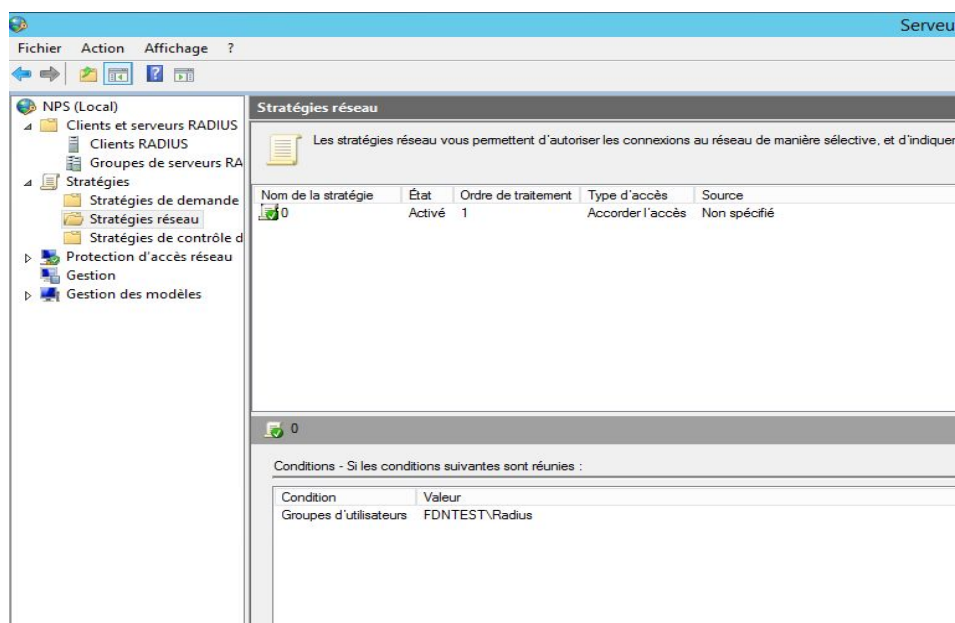 Serveu
Fichier Action Affichage ?
NPS (Local)
Clients et serveurs RADIUS
Clients RADIUS
Groupes de serveurs RA
Stratégies
Stratégies de demande
Stratégies réseau
Stratégies de contrôle d
Protection d'accès réseau
Gestion
Gestion des modèles
Stratégies réseau
Les stratégies réseau vous permettent d'autoriser les connexions au réseau de manière sélective, et d'indiquer
Nom de la stratégie État Ordre de traitement Type d'accès Source
0 Activé 1 Accorder l'accès Non spécifié
0
Conditions - Si les conditions suivantes sont réunies :
Condition Valeur
Groupes d'utilisateurs FDNTEST\Radius